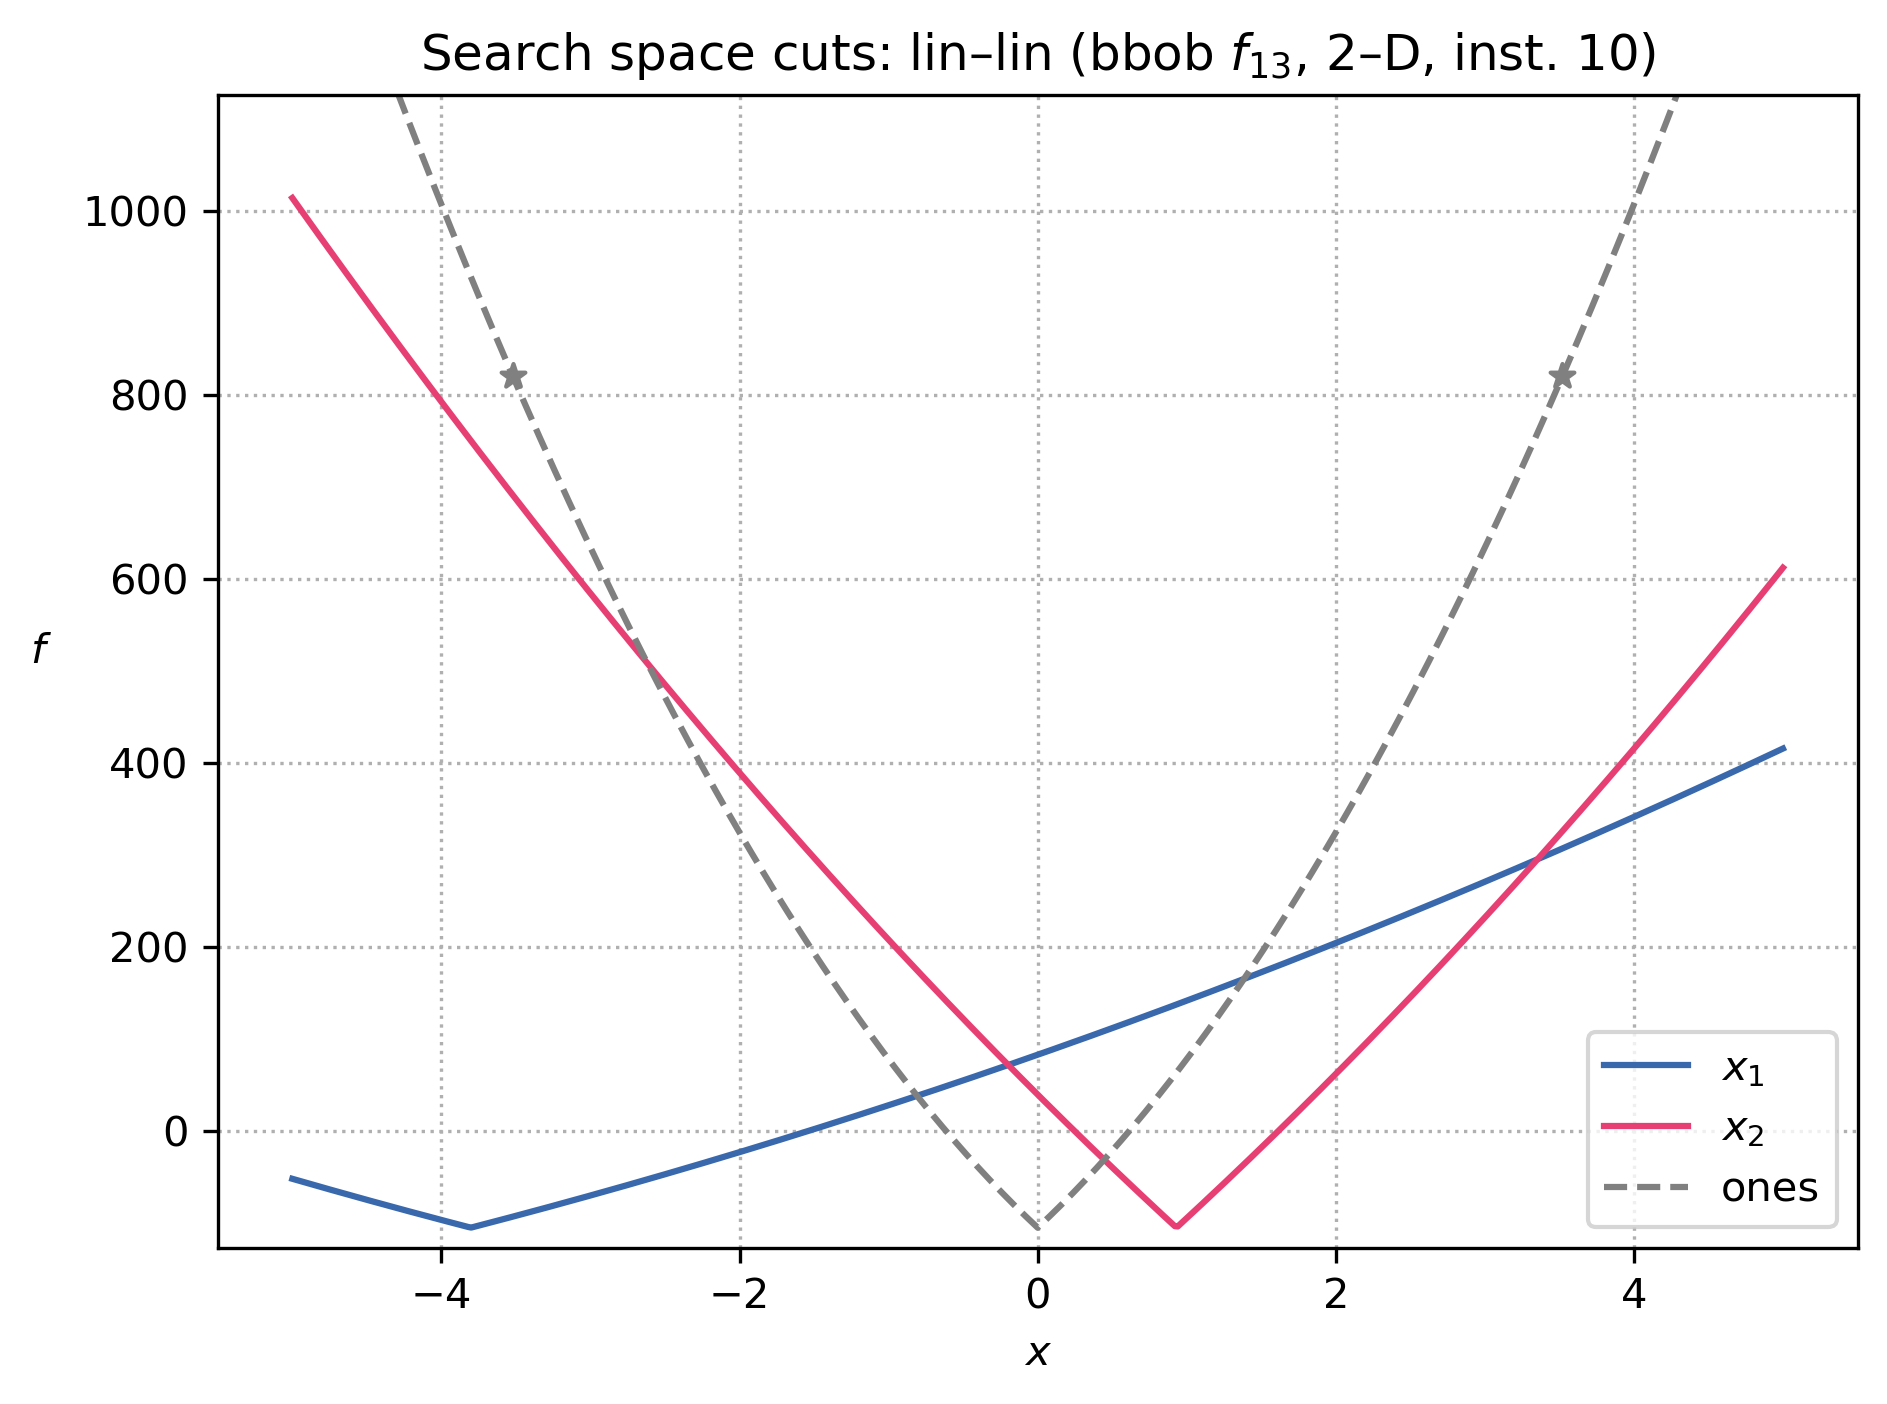 Search space cuts: lin–lin (bbob f₁₃, 2–D, inst. 10)
1000
800
600
400
200
0
f
−4
−2
0
2
4
x
x₁
x₂
ones